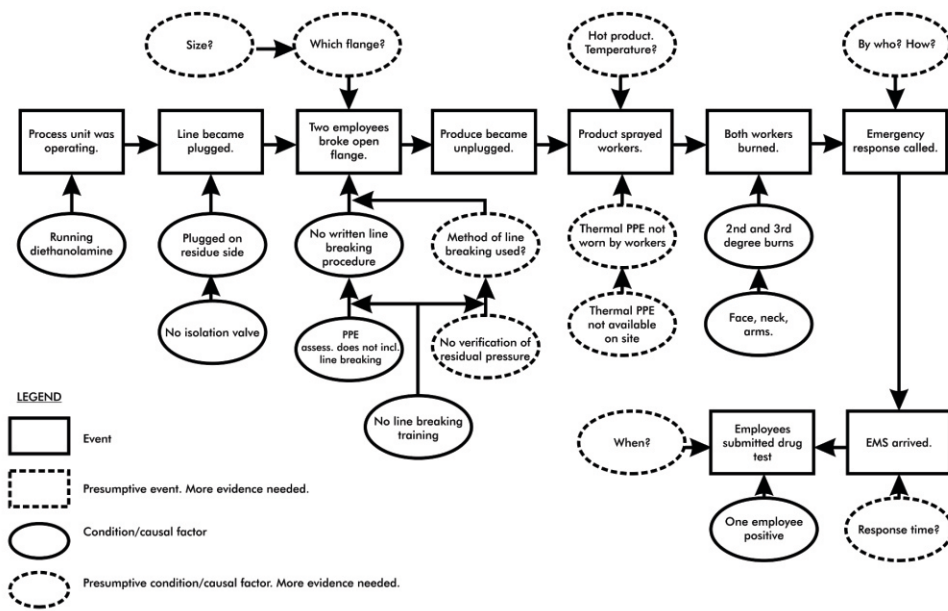 Size?
Which flange?
Hot product.
Temperature?
By who? How?
Process unit was
operating.
Line became
plugged.
Two employees
broke open
flange.
Produce became
unplugged.
Product sprayed
workers.
Both workers
burned.
Emergency
response called.
Running
diethanolamine
Plugged on
residue side
No written line
breaking
procedure
Method of line
breaking used?
Thermal PPE not
worn by workers
2nd and 3rd
degree burns
No isolation valve
PPE
assess. does not incl.
line breaking
No verification of
residual pressure
Thermal PPE
not available
on site
Face, neck,
arms.
No line breaking
training
LEGEND
Event
Presumptive event. More evidence needed.
Condition/causal factor
Presumptive condition/causal factor. More evidence needed.
When?
Employees
submitted drug
test
EMS arrived.
One employee
positive
Response time?